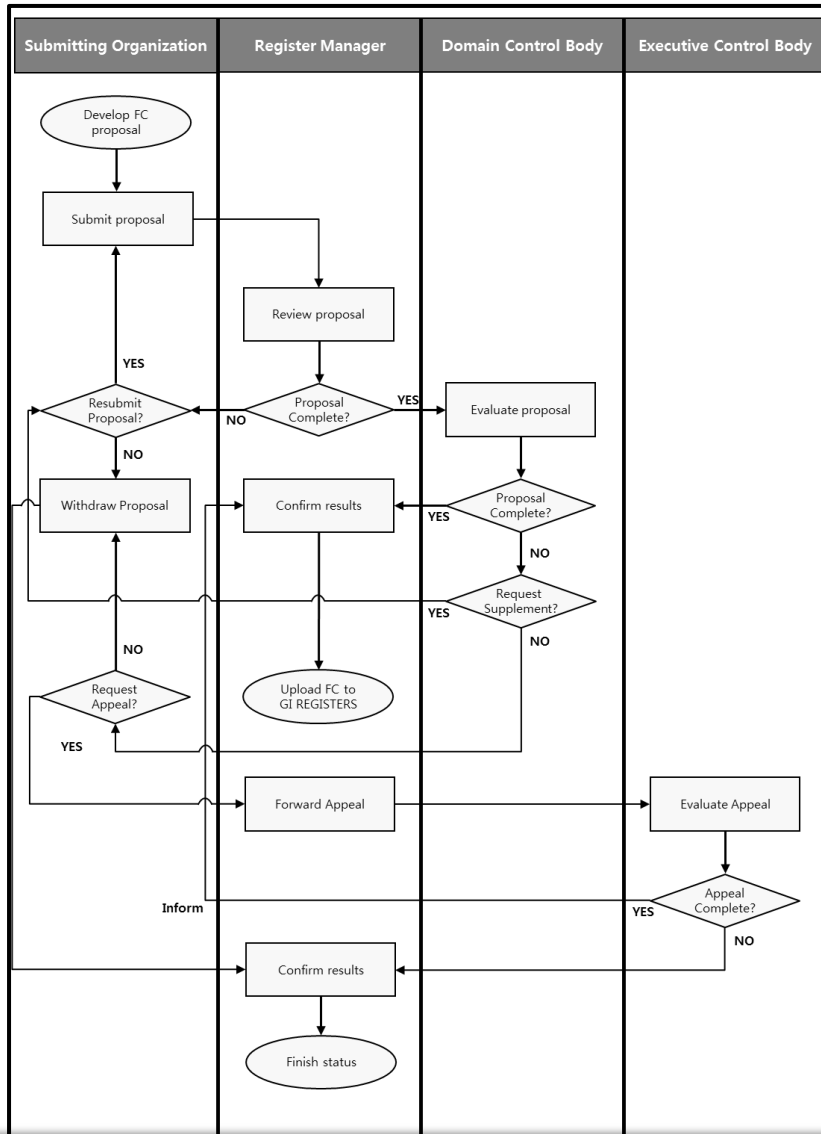 Submitting Organization
Register Manager
Domain Control Body
Executive Control Body
Develop FC
proposal
Submit proposal
Review proposal
YES
Resubmit
Proposal?
NO
Proposal
Complete?
YES
Evaluate proposal
NO
Withdraw Proposal
Confirm results
YES
Proposal
Complete?
NO
YES
Request
Supplement?
NO
NO
Request
Appeal?
YES
Upload FC to
GI REGISTERS
Forward Appeal
Evaluate Appeal
Inform
YES
Appeal
Complete?
NO
Confirm results
Finish status